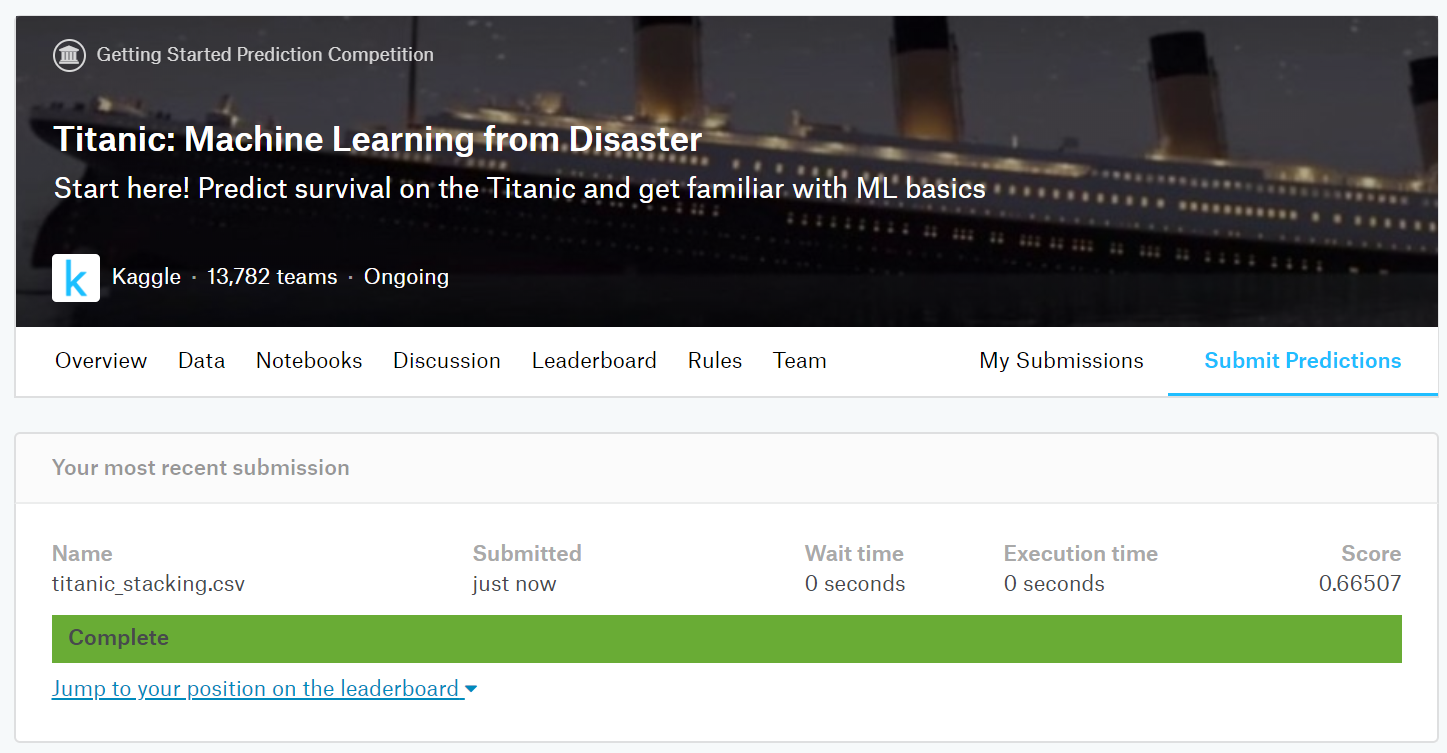 Getting Started Prediction Competition
Titanic: Machine Learning from Disaster
Start here! Predict survival on the Titanic and get familiar with ML basics
k Kaggle · 13,782 teams · Ongoing
Overview Data Notebooks Discussion Leaderboard Rules Team My Submissions Submit Predictions
Your most recent submission
Name Submitted Wait time Execution time Score
titanic_stacking.csv just now 0 seconds 0 seconds 0.66507
Complete
Jump to your position on the leaderboard